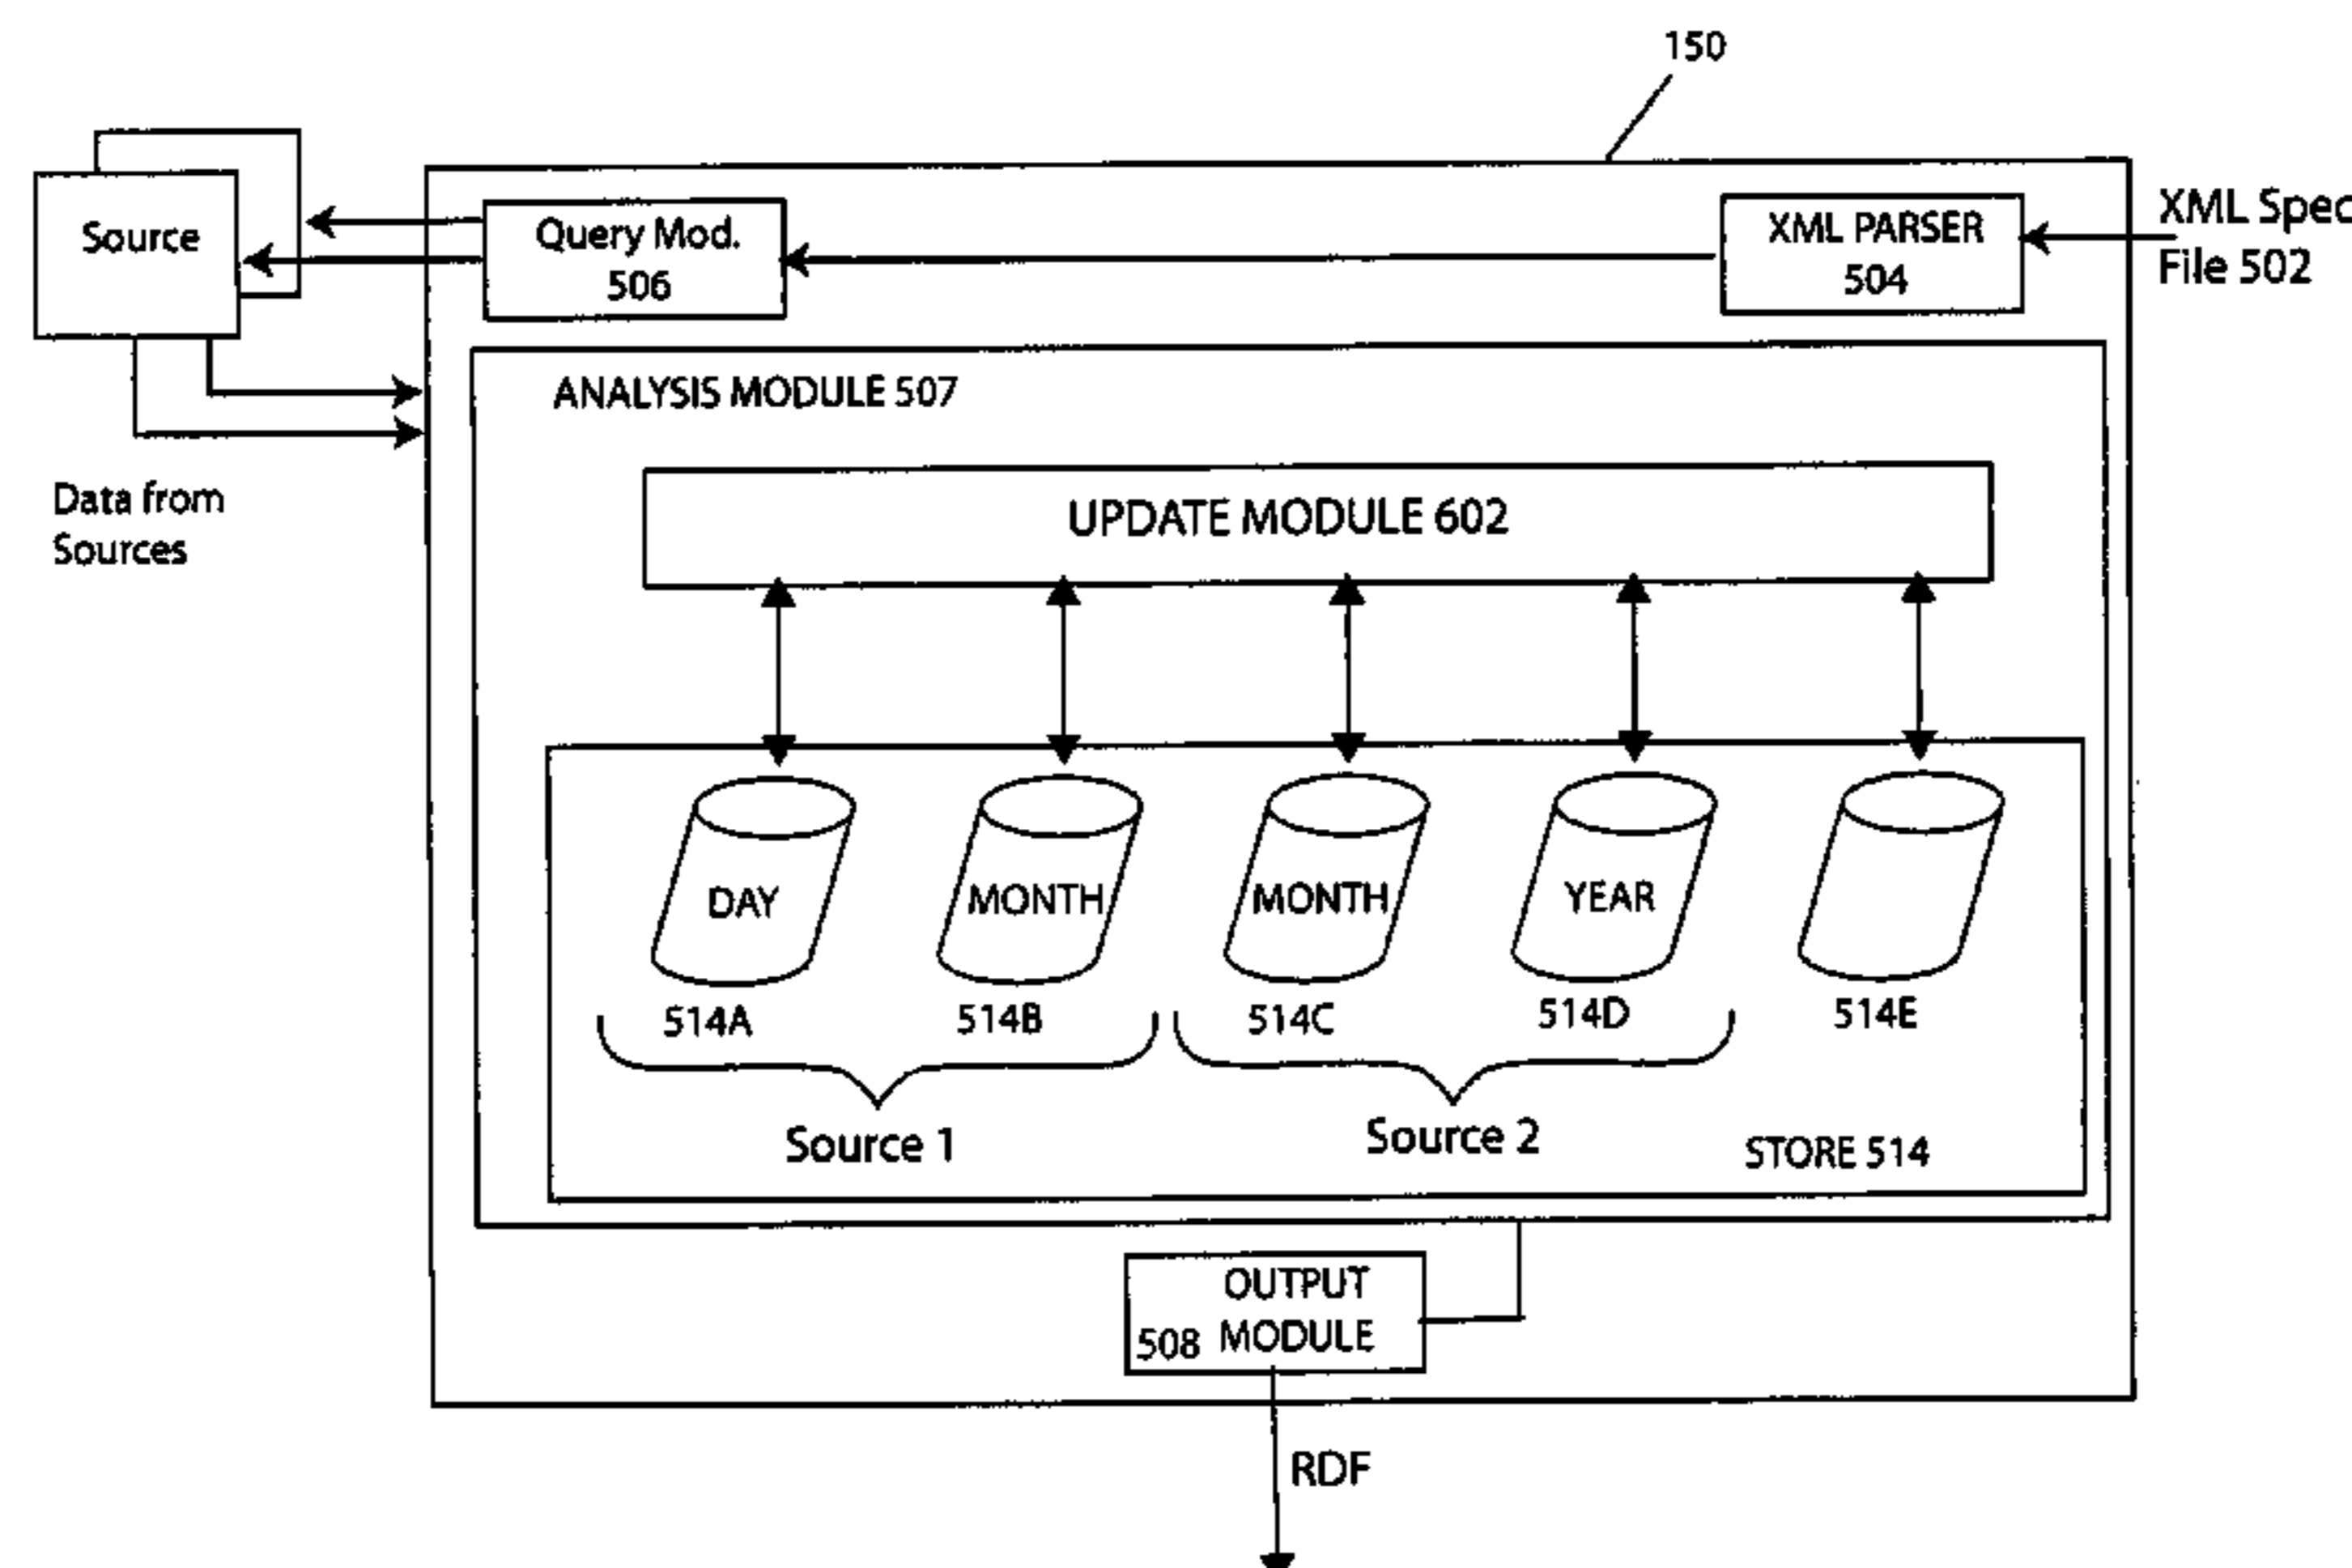 150
XML Spec
File 502
Source
Query Mod.
506
XML PARSER
504
ANALYSIS MODULE 507
Data from
Sources
UPDATE MODULE 602
DAY
MONTH
MONTH
YEAR
514A
514B
514C
514D
514E
Source 1
Source 2
STORE 514
OUTPUT
508 MODULE
RDF